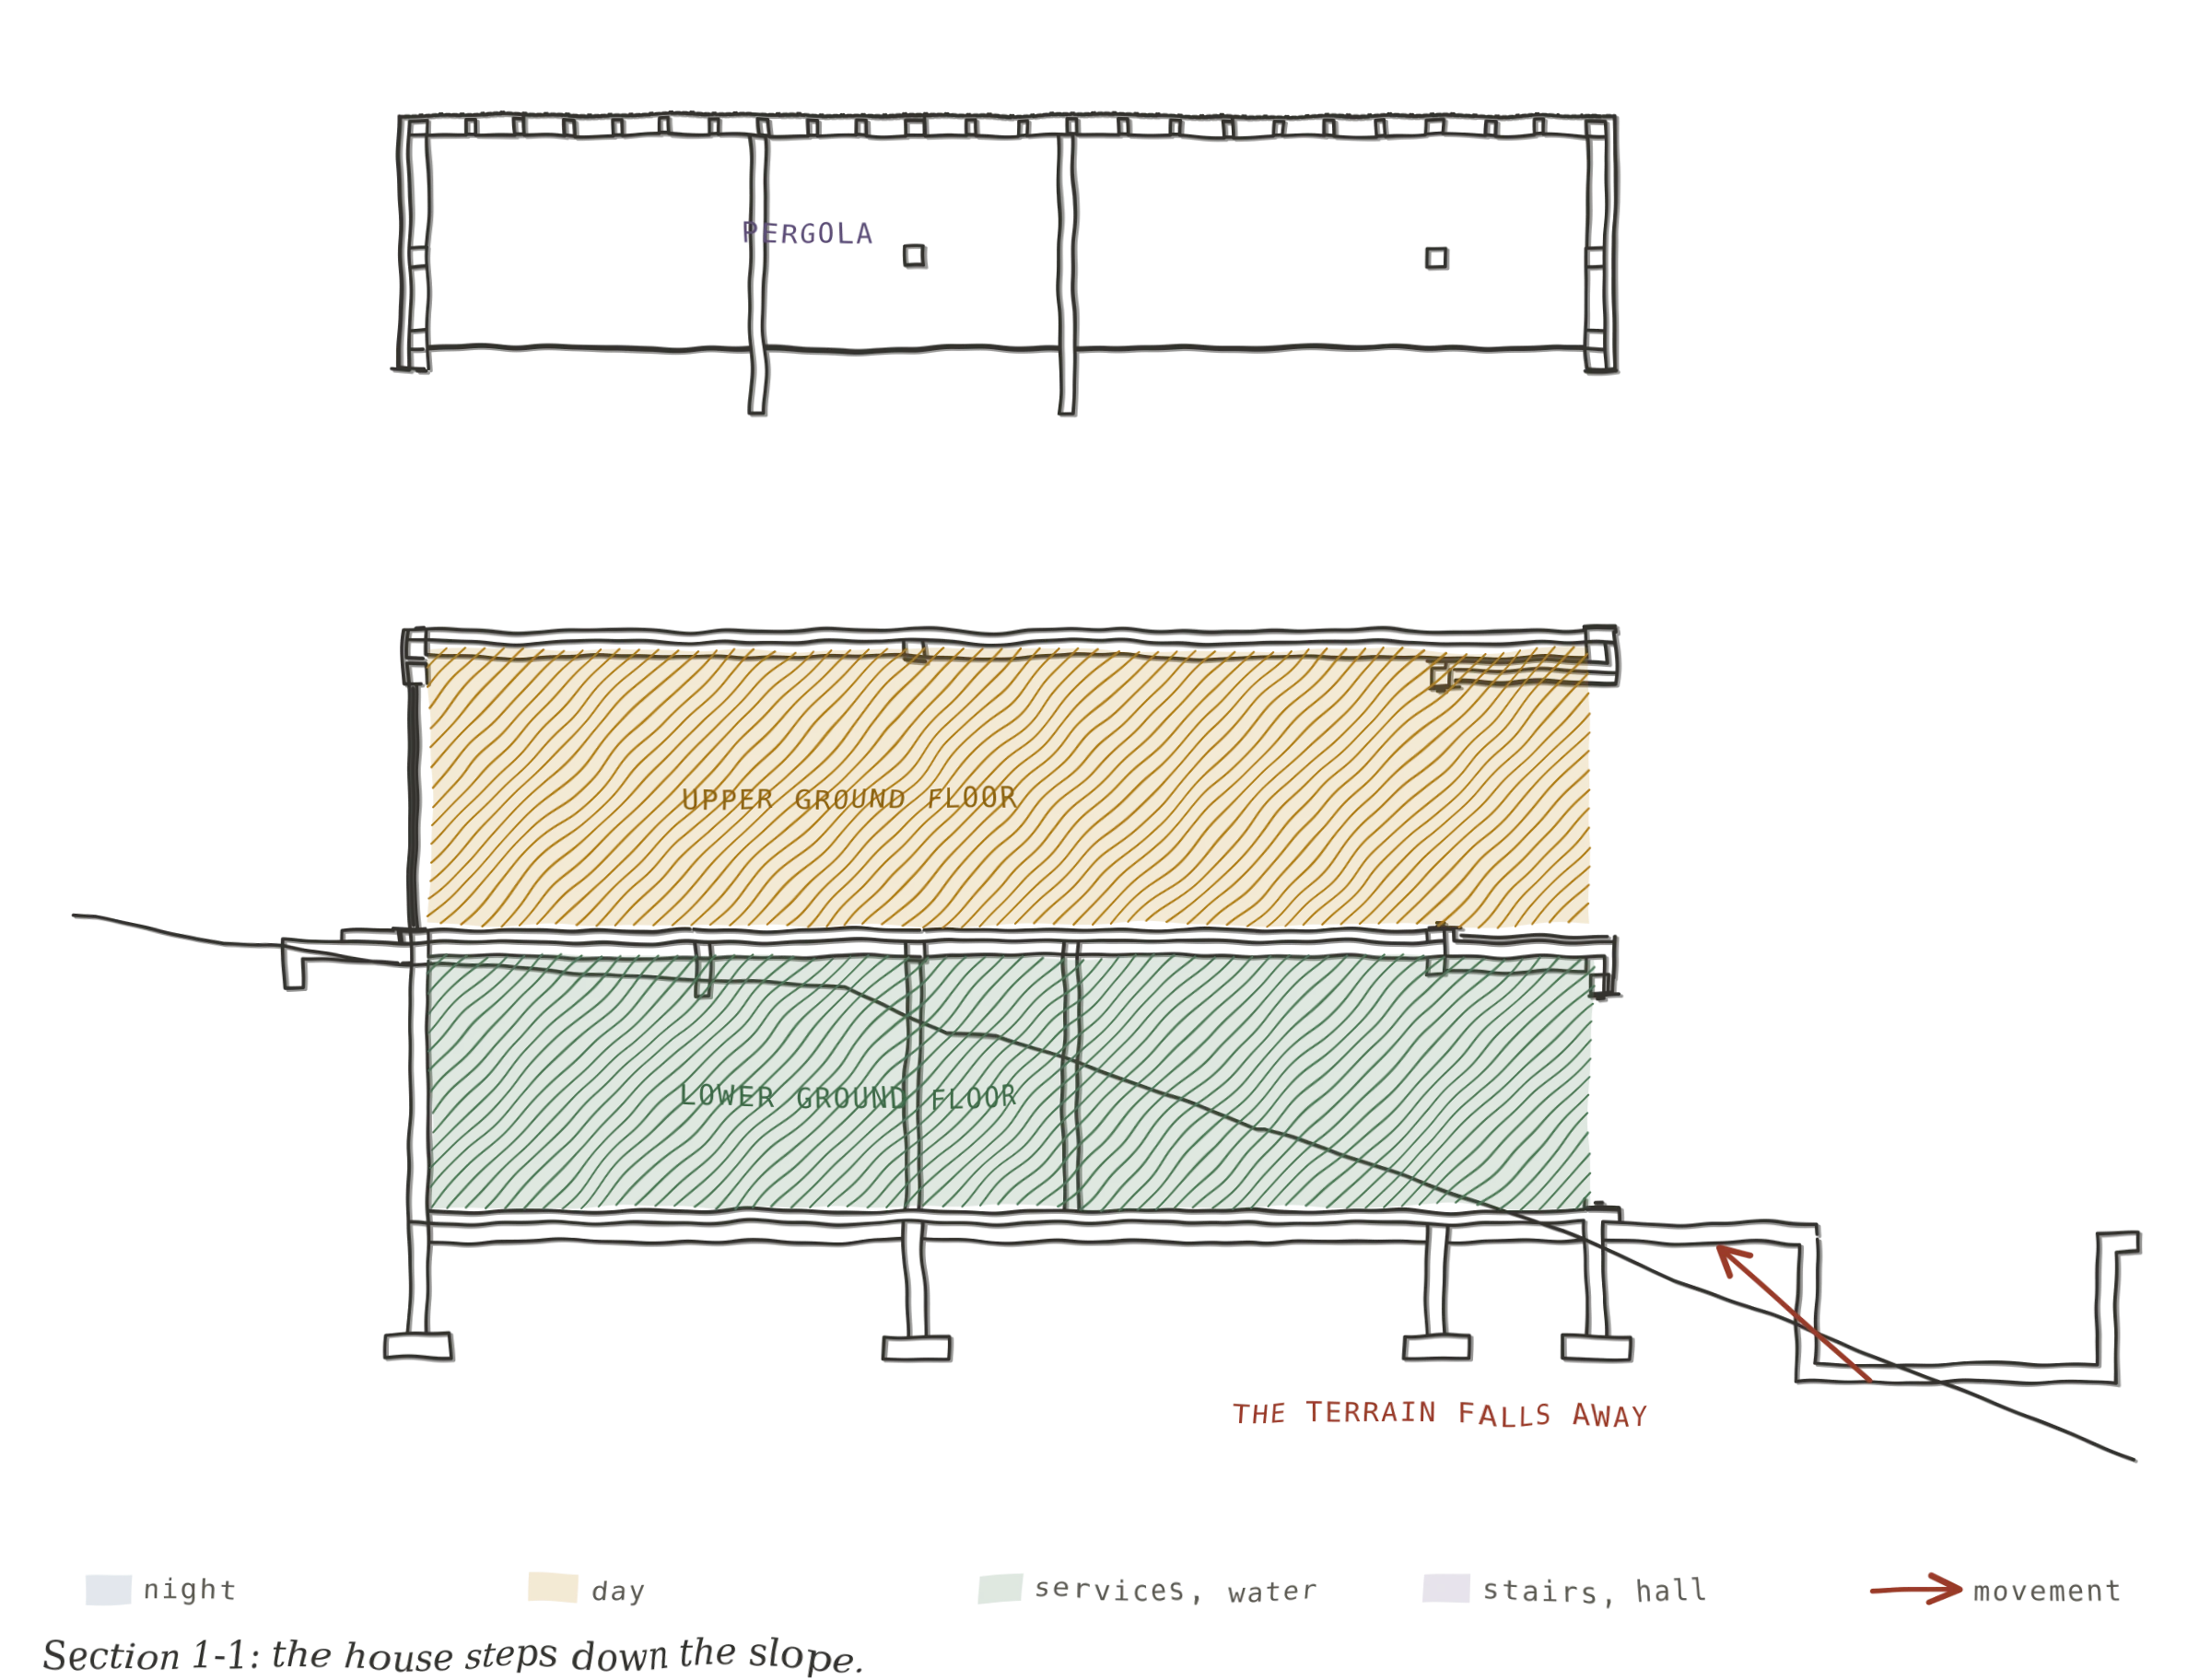 PERGOLA
UPPER GROUND FLOOR
LOWER GROUND FLOOR
THE TERRAIN FALLS AWAY
night day services, water stairs, hall movement
Section 1-1: the house steps down the slope.